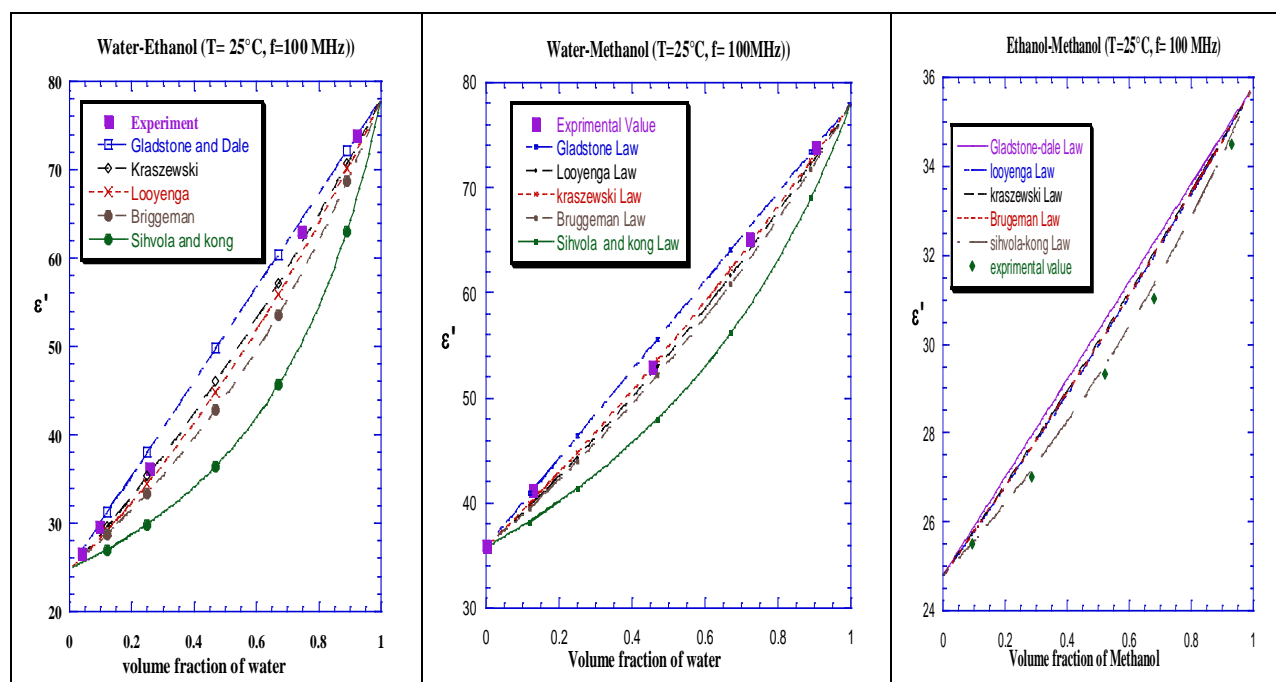 Water-Ethanol (T= 25°C, f=100 MHz))
80
70
60
50
40
30
20
ε'
Experiment
Gladstone and Dale
Kraszewski
Looyenga
Briggeman
Sihvola and kong
0
0.2
0.4
0.6
0.8
1
volume fraction of water
Water-Methanol (T=25°C, f= 100MHz))
80
70
60
50
40
30
ε'
Exprimental Value
Gladstone Law
Looyenga Law
kraszewski Law
Bruggeman Law
Sihvola and kong Law
0
0.2
0.4
0.6
0.8
1
Volume fraction of water
Ethanol-Methanol (T=25°C, f= 100 MHz)
36
34
32
30
28
26
24
ε'
Gladstone-dale Law
looyenga Law
kraszewski Law
Brugeman Law
sihvola-kong Law
exprimental value
0
0.2
0.4
0.6
0.8
1
Volume fraction of Methanol